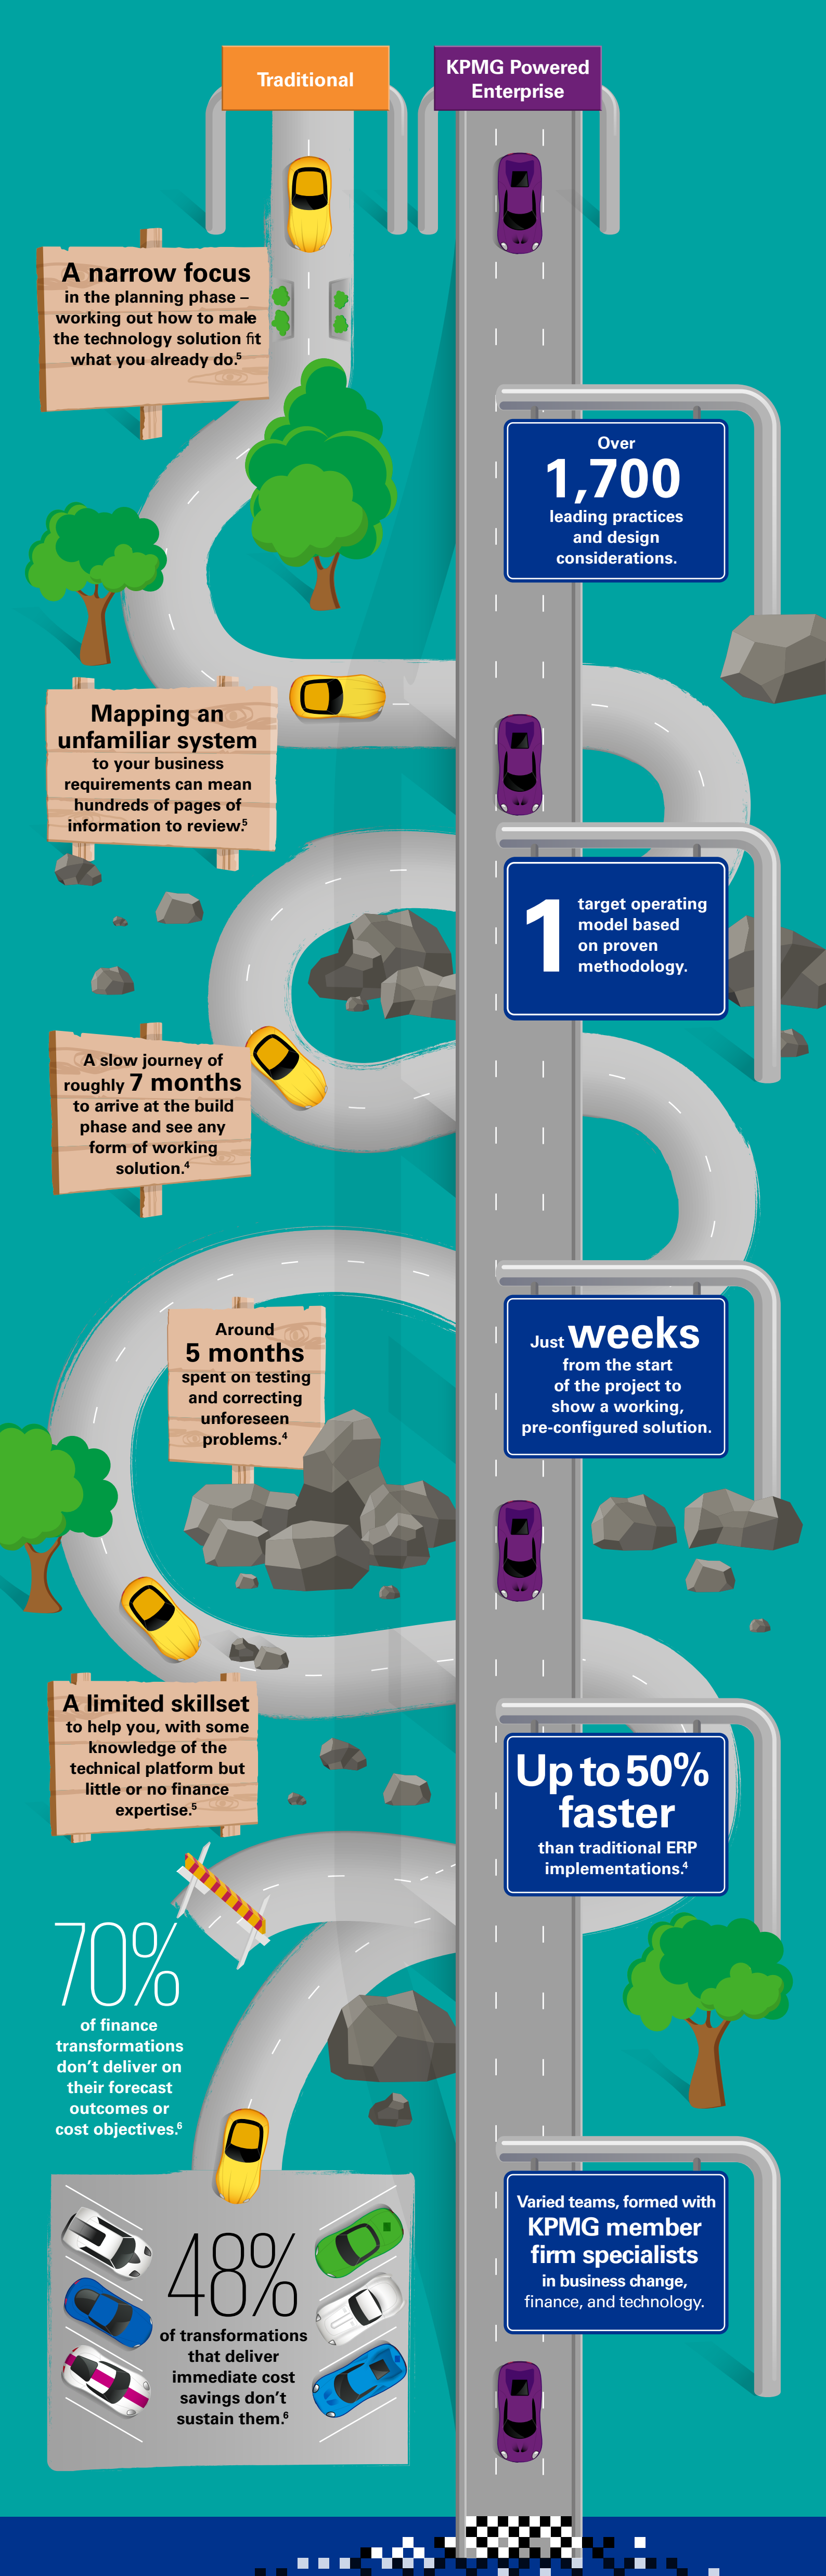 Traditional
KPMG Powered
Enterprise
A narrow focus
in the planning phase –
working out how to make
the technology solution fit
what you already do.5
Over
1,700
leading practices
and design
considerations.
Mapping an
unfamiliar system
to your business
requirements can mean
hundreds of pages of
information to review.5
1
target operating
model based
on proven
methodology.
A slow journey of
roughly 7 months
to arrive at the build
phase and see any
form of working
solution.4
Around
5 months
spent on testing
and correcting
unforeseen
problems.4
Just weeks
from the start
of the project to
show a working,
pre-configured solution.
A limited skillset
to help you, with some
knowledge of the
technical platform but
little or no finance
expertise.5
Up to 50%
faster
than traditional ERP
implementations.4
70%
of finance
transformations
don't deliver on
their forecast
outcomes or
cost objectives.6
48%
of transformations
that deliver
immediate cost
savings don't
sustain them.6
Varied teams, formed with
KPMG member
firm specialists
in business change,
finance, and technology.